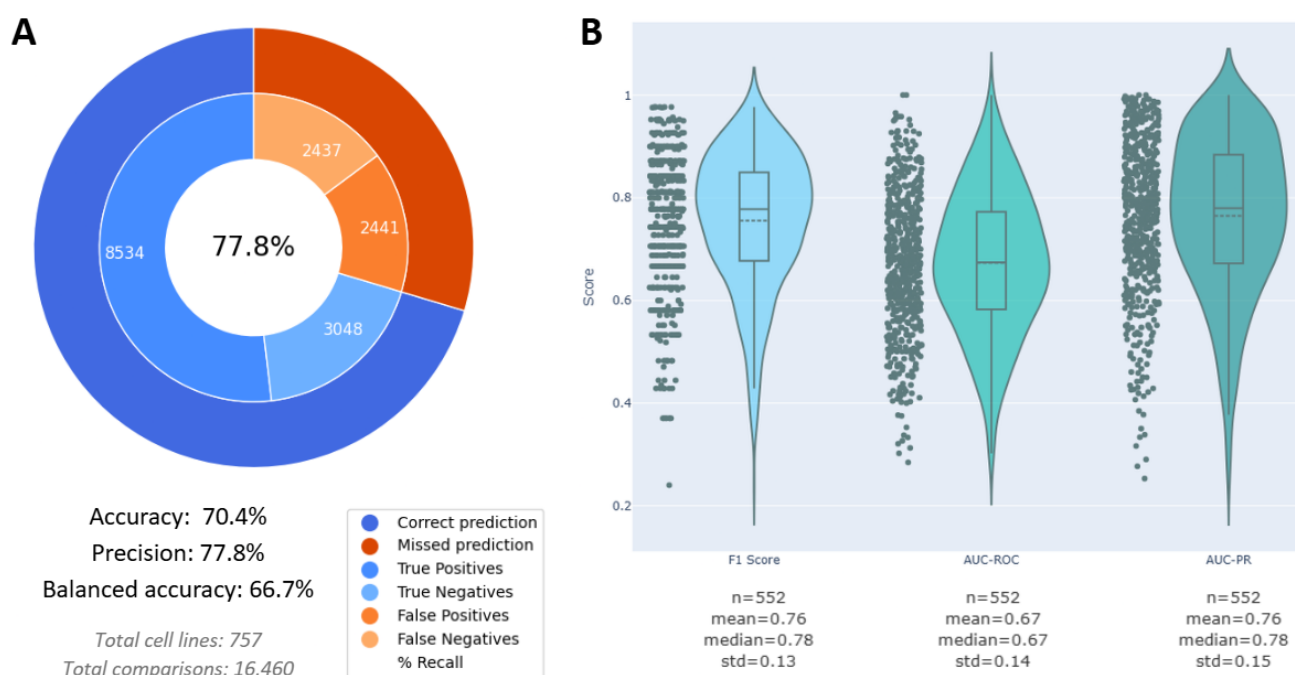 A
2437
2441
8534
77.8%
3048
Accuracy: 70.4%
Precision: 77.8%
Balanced accuracy: 66.7%
Total cell lines: 757
Total comparisons: 16,460
Correct prediction
Missed prediction
True Positives
True Negatives
False Positives
False Negatives
% Recall
B
1
0.8
0.6
0.4
0.2
Score
F1 Score
AUC-ROC
AUC-PR
n=552
mean=0.76
median=0.78
std=0.13
n=552
mean=0.67
median=0.67
std=0.14
n=552
mean=0.76
median=0.78
std=0.15